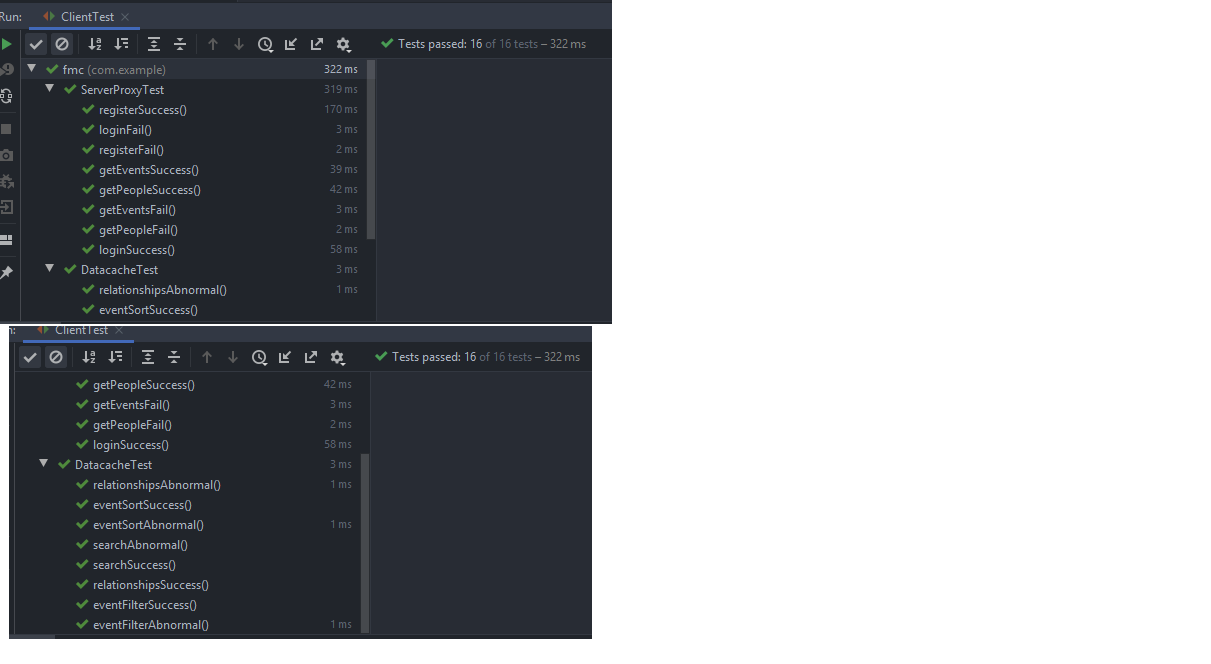 Run: ClientTest ×
Tests passed: 16 of 16 tests – 322 ms
fmc (com.example) 322 ms
ServerProxyTest 319 ms
registerSuccess() 170 ms
loginFail() 3 ms
registerFail() 2 ms
getEventsSuccess() 39 ms
getPeopleSuccess() 42 ms
getEventsFail() 3 ms
getPeopleFail() 2 ms
loginSuccess() 58 ms
DatacacheTest 3 ms
relationshipsAbnormal() 1 ms
eventSortSuccess()
ClientTest ×
Tests passed: 16 of 16 tests – 322 ms
getPeopleSuccess() 42 ms
getEventsFail() 3 ms
getPeopleFail() 2 ms
loginSuccess() 58 ms
DatacacheTest 3 ms
relationshipsAbnormal() 1 ms
eventSortSuccess()
eventSortAbnormal() 1 ms
searchAbnormal()
searchSuccess()
relationshipsSuccess()
eventFilterSuccess()
eventFilterAbnormal() 1 ms